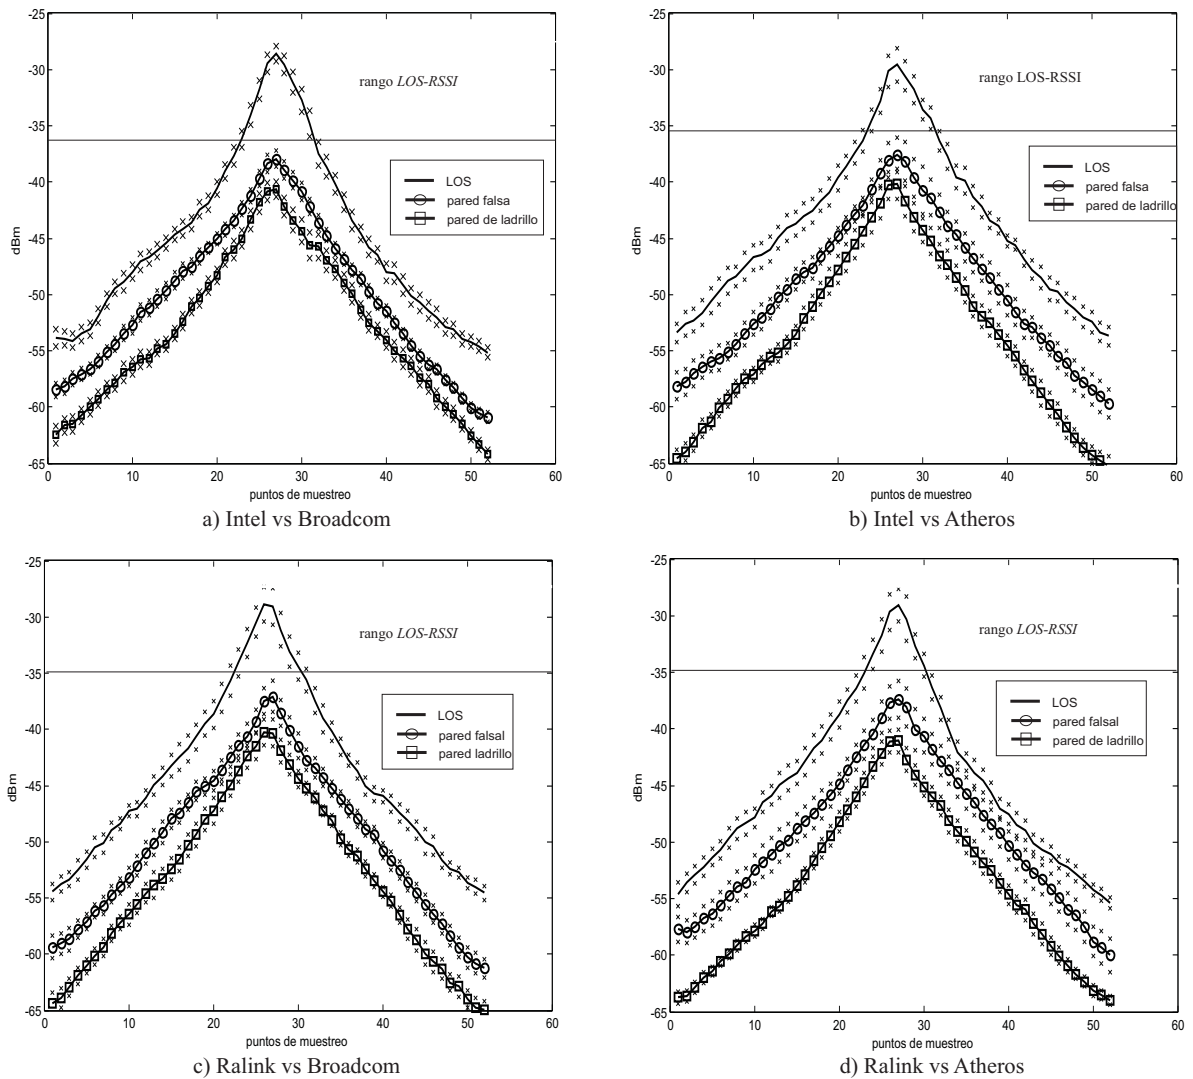 -25
-30
-35
-40
-45
-50
-55
-60
-65
dBm
0 10 20 30 40 50 60
puntos de muestreo
rango LOS-RSSI
LOS
pared falsa
pared de ladrillo
a) Intel vs Broadcom
-25
-30
-35
-40
-45
-50
-55
-60
-65
dBm
0 10 20 30 40 50 60
puntos de muestreo
rango LOS-RSSI
LOS
pared falsa
pared de ladrillo
b) Intel vs Atheros
-25
-30
-35
-40
-45
-50
-55
-60
-65
dBm
0 10 20 30 40 50 60
puntos de muestreo
rango LOS-RSSI
LOS
pared falsal
pared ladrillo
c) Ralink vs Broadcom
-25
-30
-35
-40
-45
-50
-55
-60
-65
dBm
0 10 20 30 40 50 60
puntos de muestreo
rango LOS-RSSI
LOS
pared falsal
pared de ladrillo
d) Ralink vs Atheros